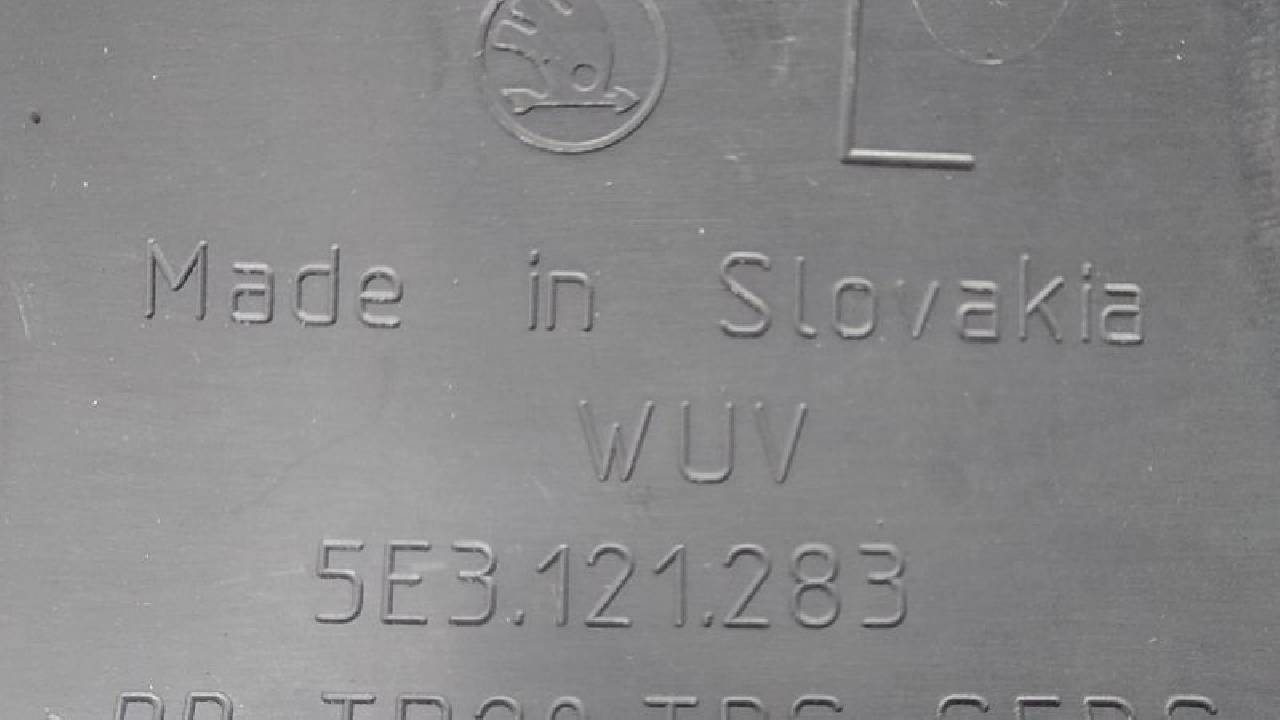 L
Made in Slovakia
WUV
5E3.121.283